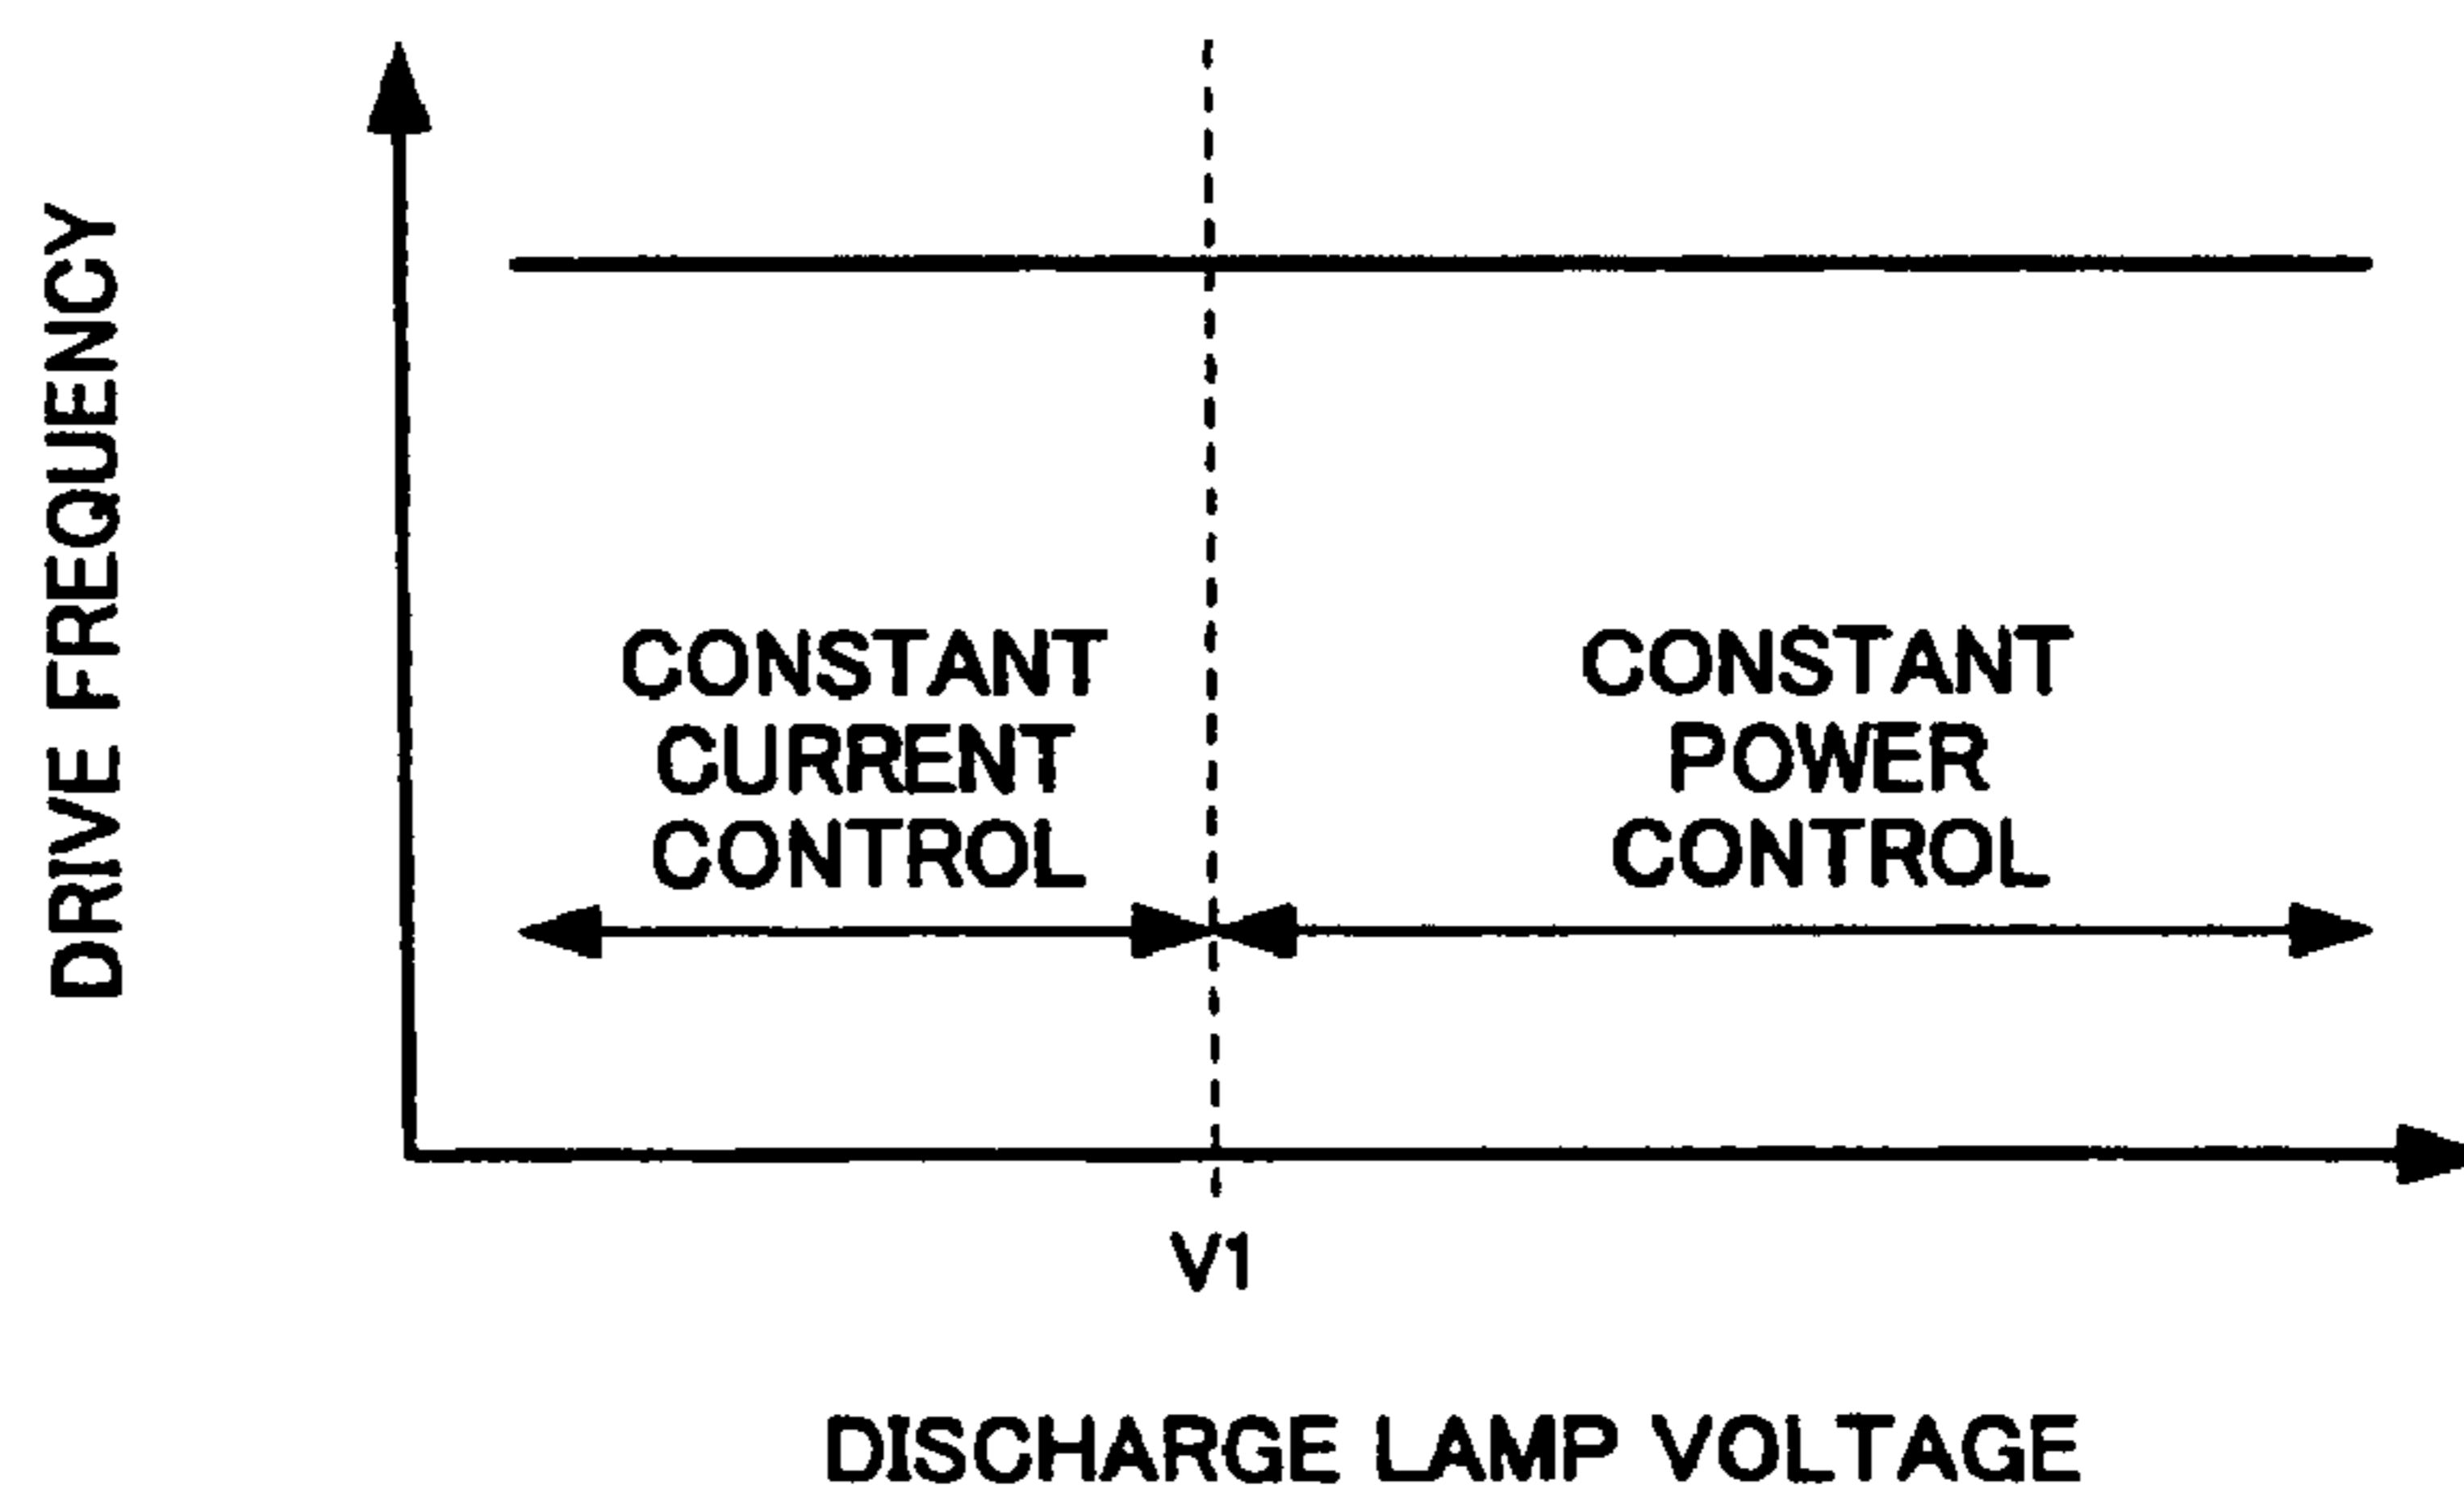 DRIVE FREQUENCY
CONSTANT
CURRENT
CONTROL
CONSTANT
POWER
CONTROL
V1
DISCHARGE LAMP VOLTAGE